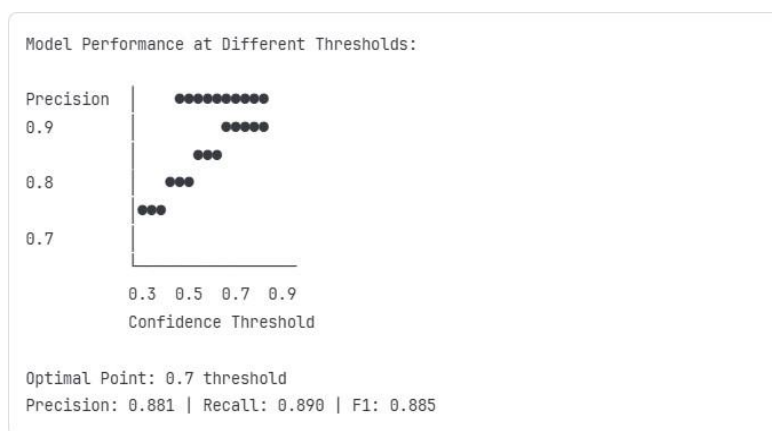 Model Performance at Different Thresholds:
Precision
0.9
0.8
0.7
0.3 0.5 0.7 0.9
Confidence Threshold
Optimal Point: 0.7 threshold
Precision: 0.881 | Recall: 0.890 | F1: 0.885